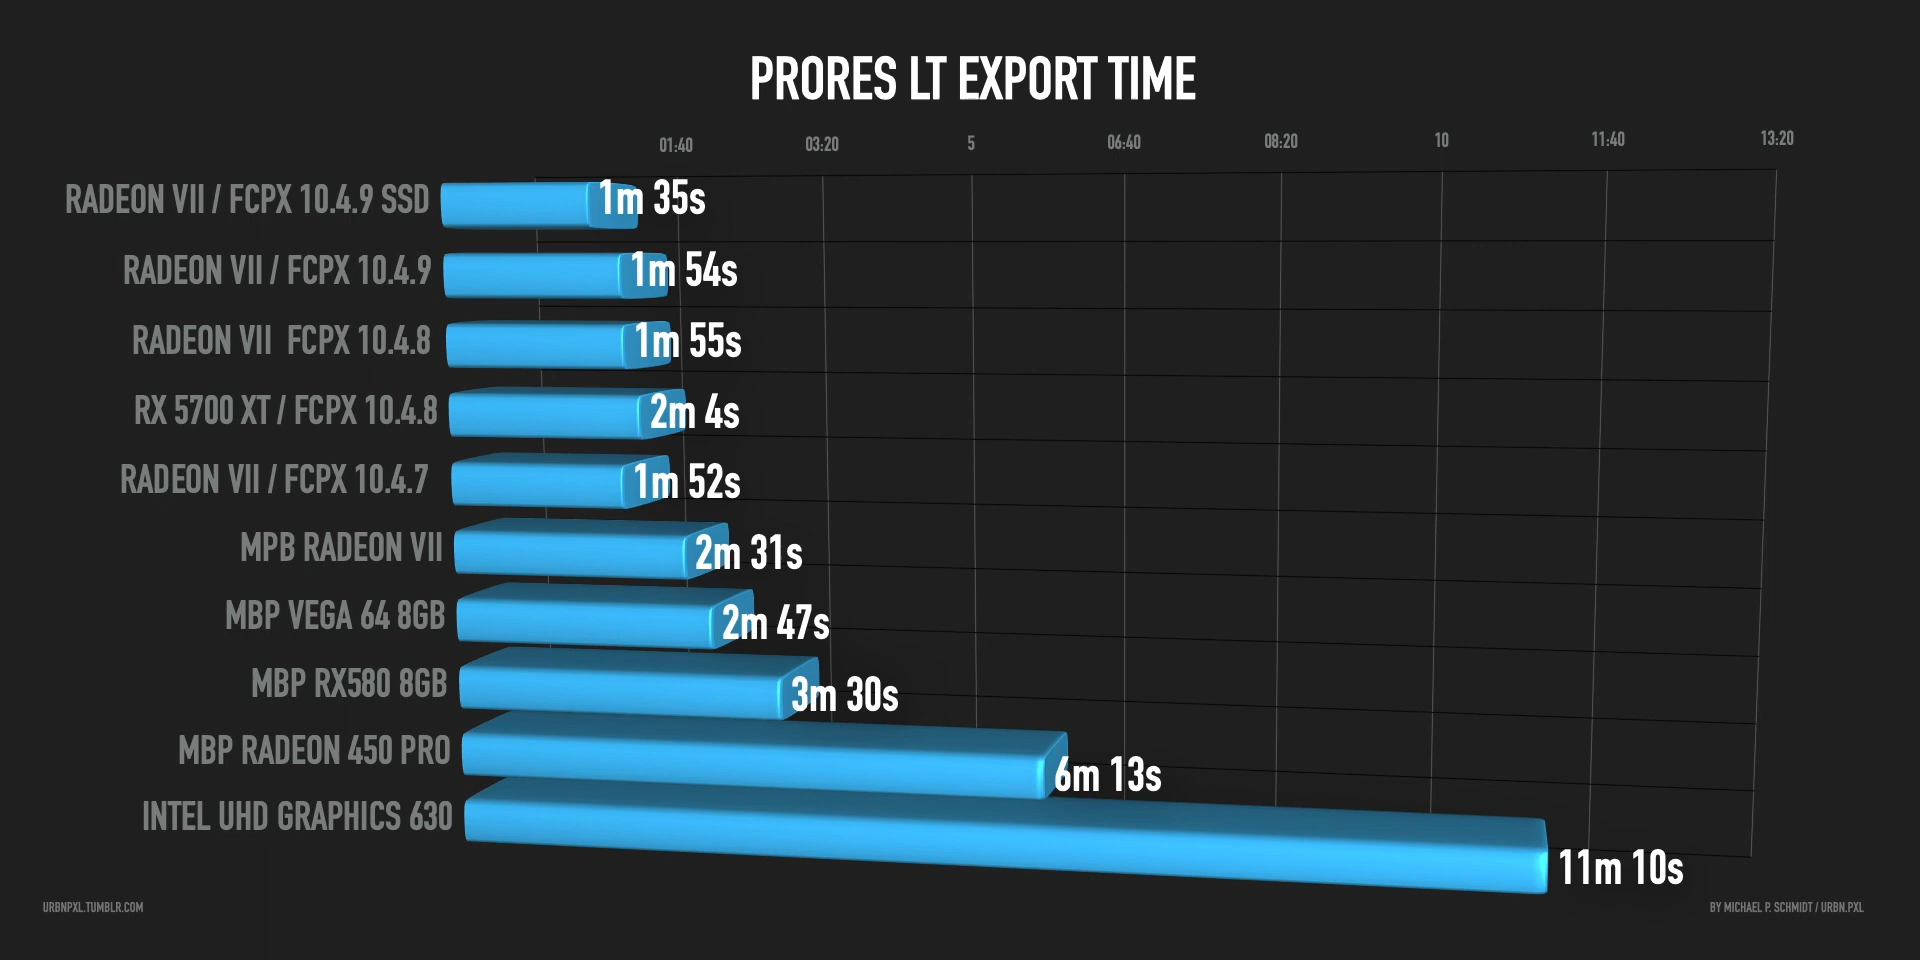 PRORES LT EXPORT TIME
01:40 03:20 5 06:40 08:20 10 11:40 13:20
RADEON VII / FCPX 10.4.9 SSD 1m 35s
RADEON VII / FCPX 10.4.9 1m 54s
RADEON VII  FCPX 10.4.8 1m 55s
RX 5700 XT / FCPX 10.4.8 2m 4s
RADEON VII / FCPX 10.4.7 1m 52s
MPB RADEON VII 2m 31s
MBP VEGA 64 8GB 2m 47s
MBP RX580 8GB 3m 30s
MBP RADEON 450 PRO 6m 13s
INTEL UHD GRAPHICS 630 11m 10s
URBNPXL.TUMBLR.COM BY MICHAEL P. SCHMIDT / URBN.PXL